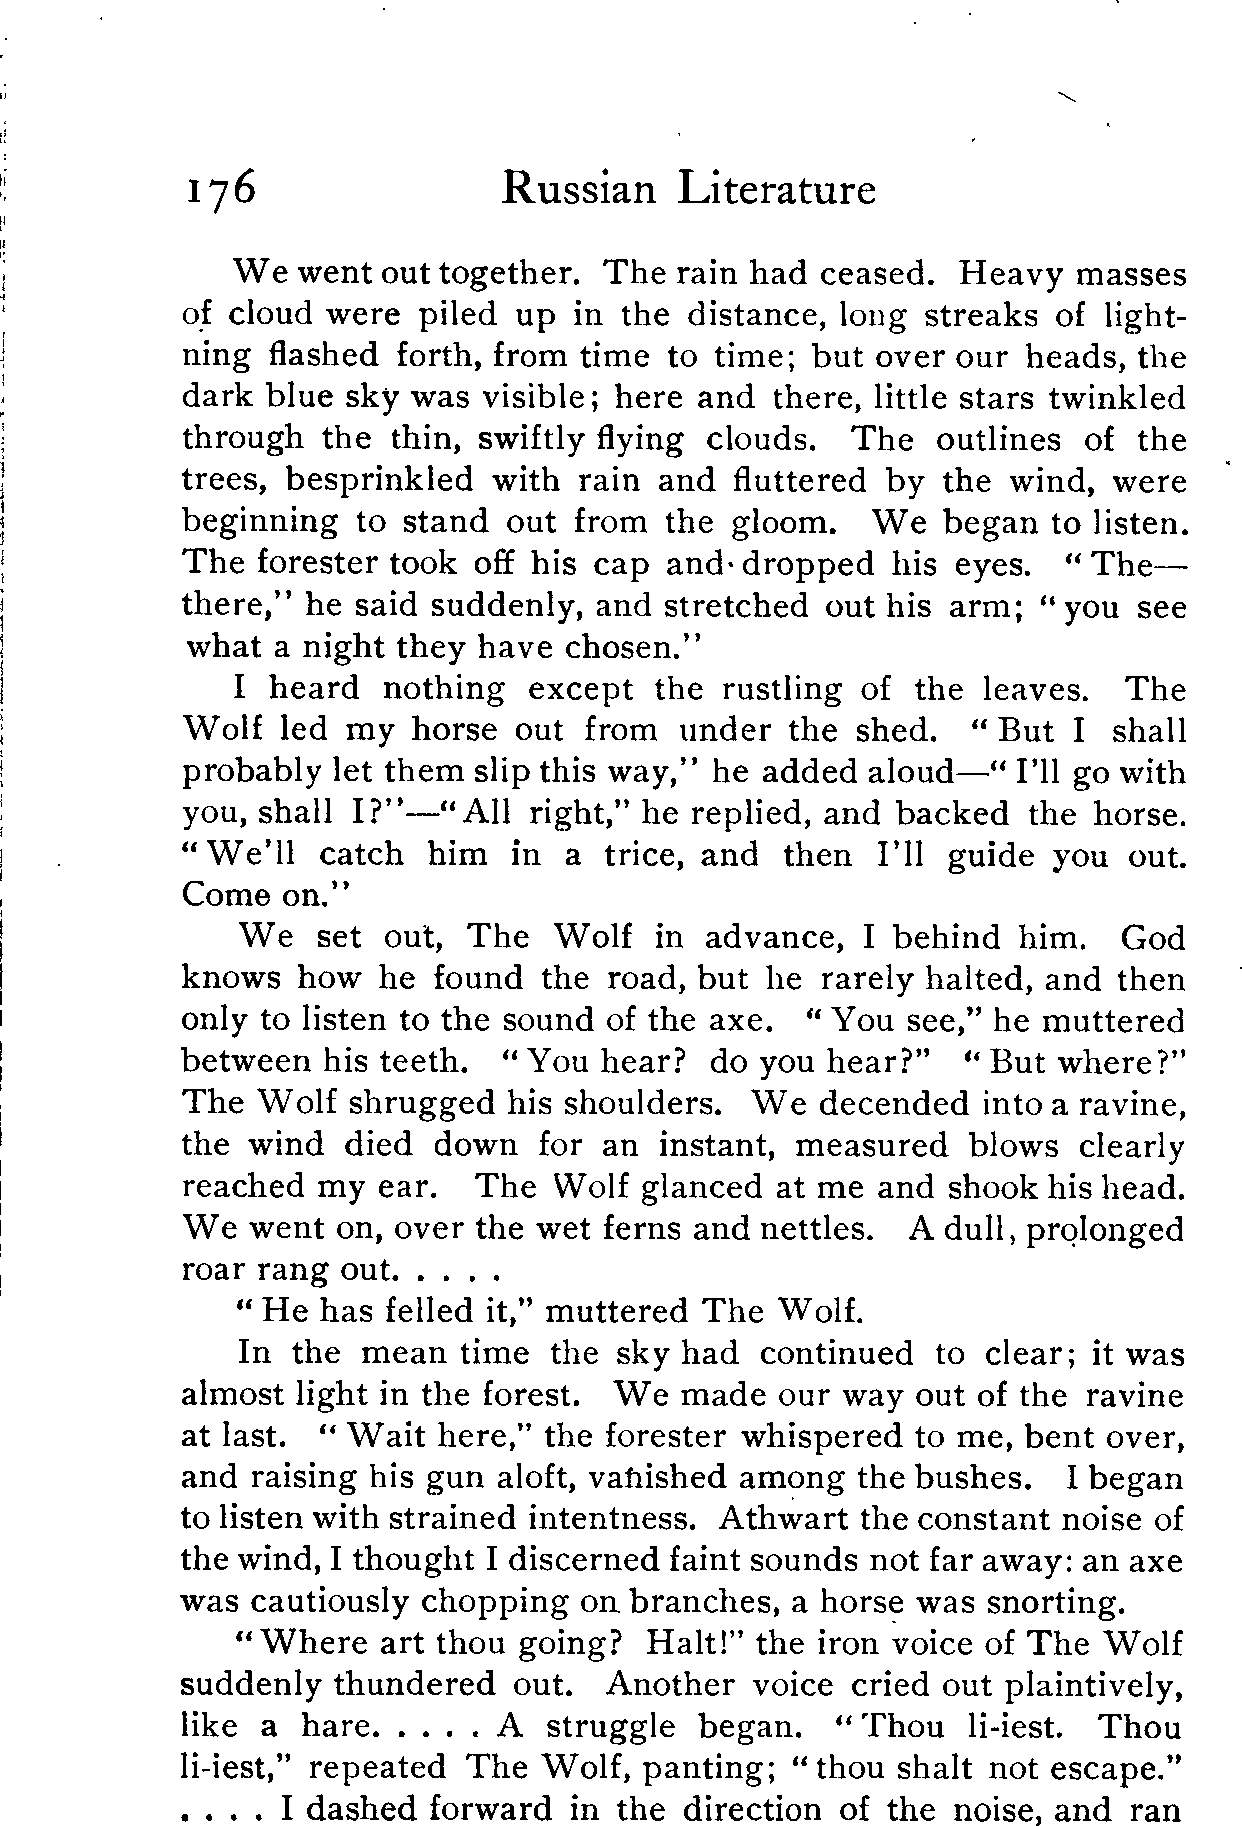 176 Russian Literature
We went out together. The rain had ceased. Heavy masses
of cloud were piled up in the distance, long streaks of light-
ning flashed forth, from time to time; but over our heads, the
dark blue sky was visible; here and there, little stars twinkled
through the thin, swiftly flying clouds. The outlines of the
trees, besprinkled with rain and fluttered by the wind, were
beginning to stand out from the gloom. We began to listen.
The forester took off his cap and dropped his eyes. "The—
there," he said suddenly, and stretched out his arm; "you see
what a night they have chosen."
I heard nothing except the rustling of the leaves. The
Wolf led my horse out from under the shed. "But I shall
probably let them slip this way," he added aloud—"I'll go with
you, shall I?"—"All right," he replied, and backed the horse.
"We'll catch him in a trice, and then I'll guide you out.
Come on."
We set out, The Wolf in advance, I behind him. God
knows how he found the road, but he rarely halted, and then
only to listen to the sound of the axe. "You see," he muttered
between his teeth. "You hear? do you hear?" "But where?"
The Wolf shrugged his shoulders. We decended into a ravine,
the wind died down for an instant, measured blows clearly
reached my ear. The Wolf glanced at me and shook his head.
We went on, over the wet ferns and nettles. A dull, prolonged
roar rang out. . . . .
"He has felled it," muttered The Wolf.
In the mean time the sky had continued to clear; it was
almost light in the forest. We made our way out of the ravine
at last. "Wait here," the forester whispered to me, bent over,
and raising his gun aloft, vanished among the bushes. I began
to listen with strained intentness. Athwart the constant noise of
the wind, I thought I discerned faint sounds not far away: an axe
was cautiously chopping on branches, a horse was snorting.
"Where art thou going? Halt!" the iron voice of The Wolf
suddenly thundered out. Another voice cried out plaintively,
like a hare. . . . . A struggle began. "Thou li-iest. Thou
li-iest," repeated The Wolf, panting; "thou shalt not escape."
. . . . I dashed forward in the direction of the noise, and ran